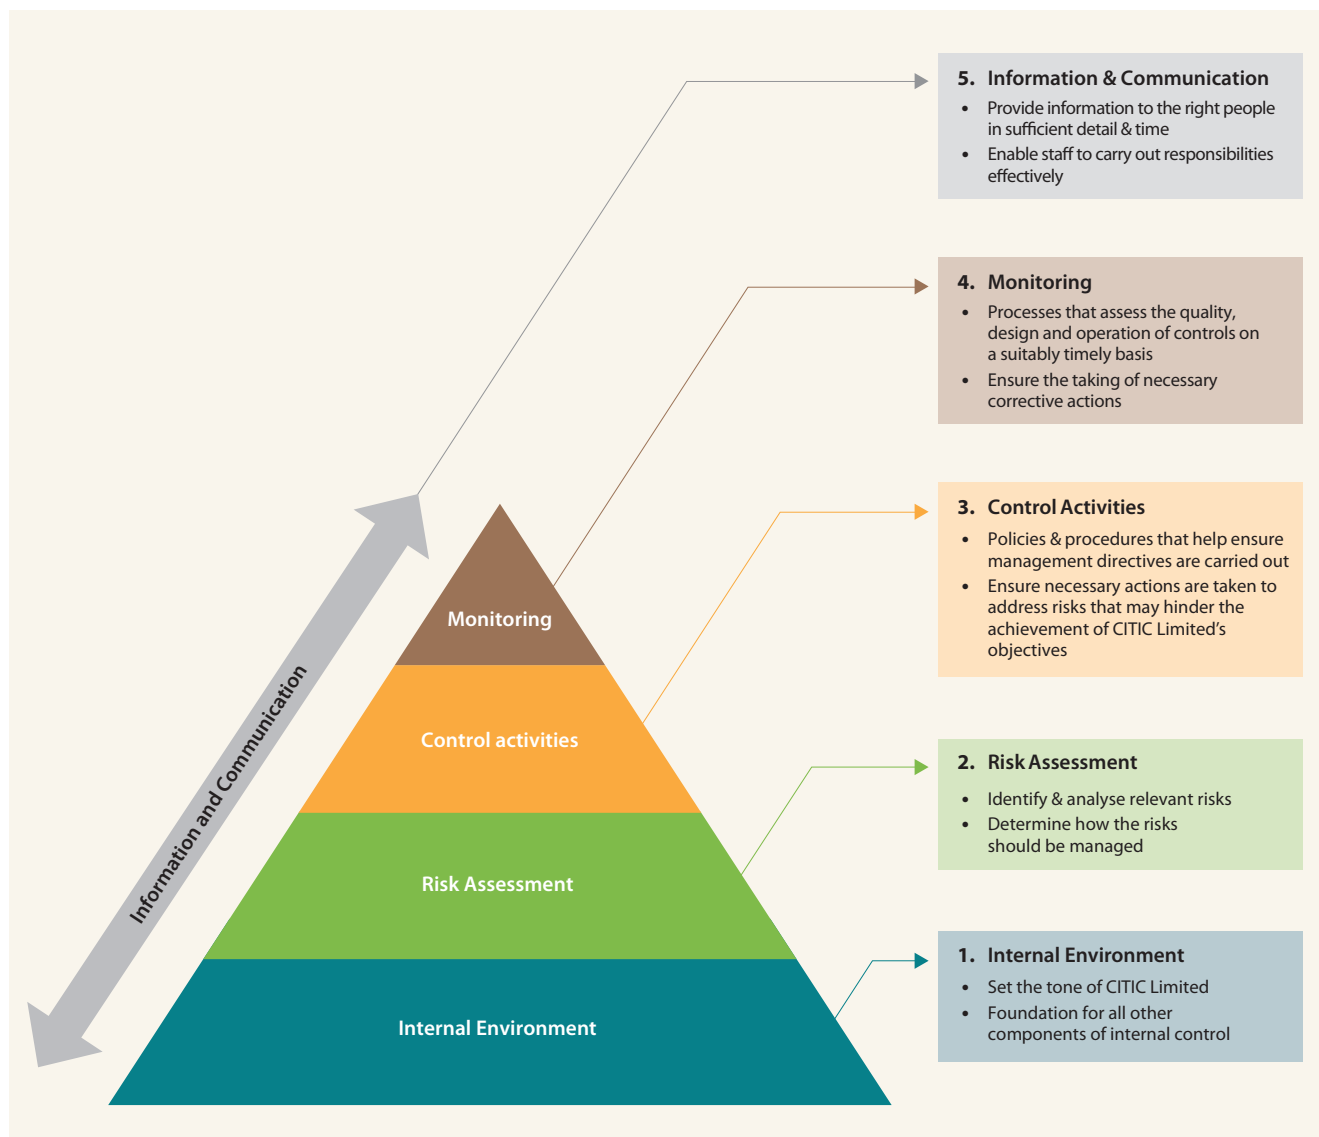 5. Information & Communication
• Provide information to the right people
in sufficient detail & time
• Enable staff to carry out responsibilities
effectively
4. Monitoring
• Processes that assess the quality,
design and operation of controls on
a suitably timely basis
• Ensure the taking of necessary
corrective actions
3. Control Activities
• Policies & procedures that help ensure
management directives are carried out
• Ensure necessary actions are taken to
address risks that may hinder the
achievement of CITIC Limited's
objectives
2. Risk Assessment
• Identify & analyse relevant risks
• Determine how the risks
should be managed
1. Internal Environment
• Set the tone of CITIC Limited
• Foundation for all other
components of internal control
Information and Communication
Monitoring
Control activities
Risk Assessment
Internal Environment